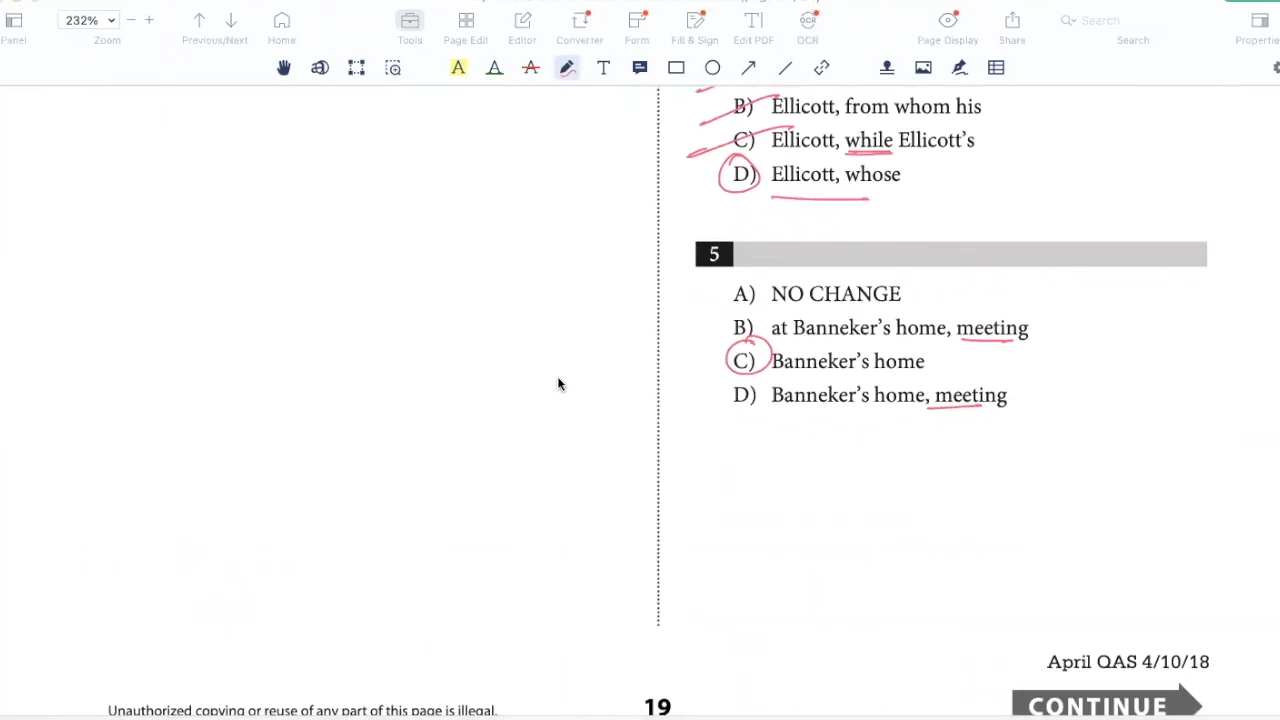 Panel
232%
Zoom
Previous/Next
Home
Tools
Page Edit
Editor
Converter
Form
Fill & Sign
Edit PDF
OCR
OCR
Page Display
Share
Search
Search
Propertie
A
A
A
T
B) Ellicott, from whom his
C) Ellicott, while Ellicott's
D) Ellicott, whose
5
A) NO CHANGE
B) at Banneker's home, meeting
C) Banneker's home
D) Banneker's home, meeting
April QAS 4/10/18
Unauthorized copying or reuse of any part of this page is illegal.
19
CONTINUE